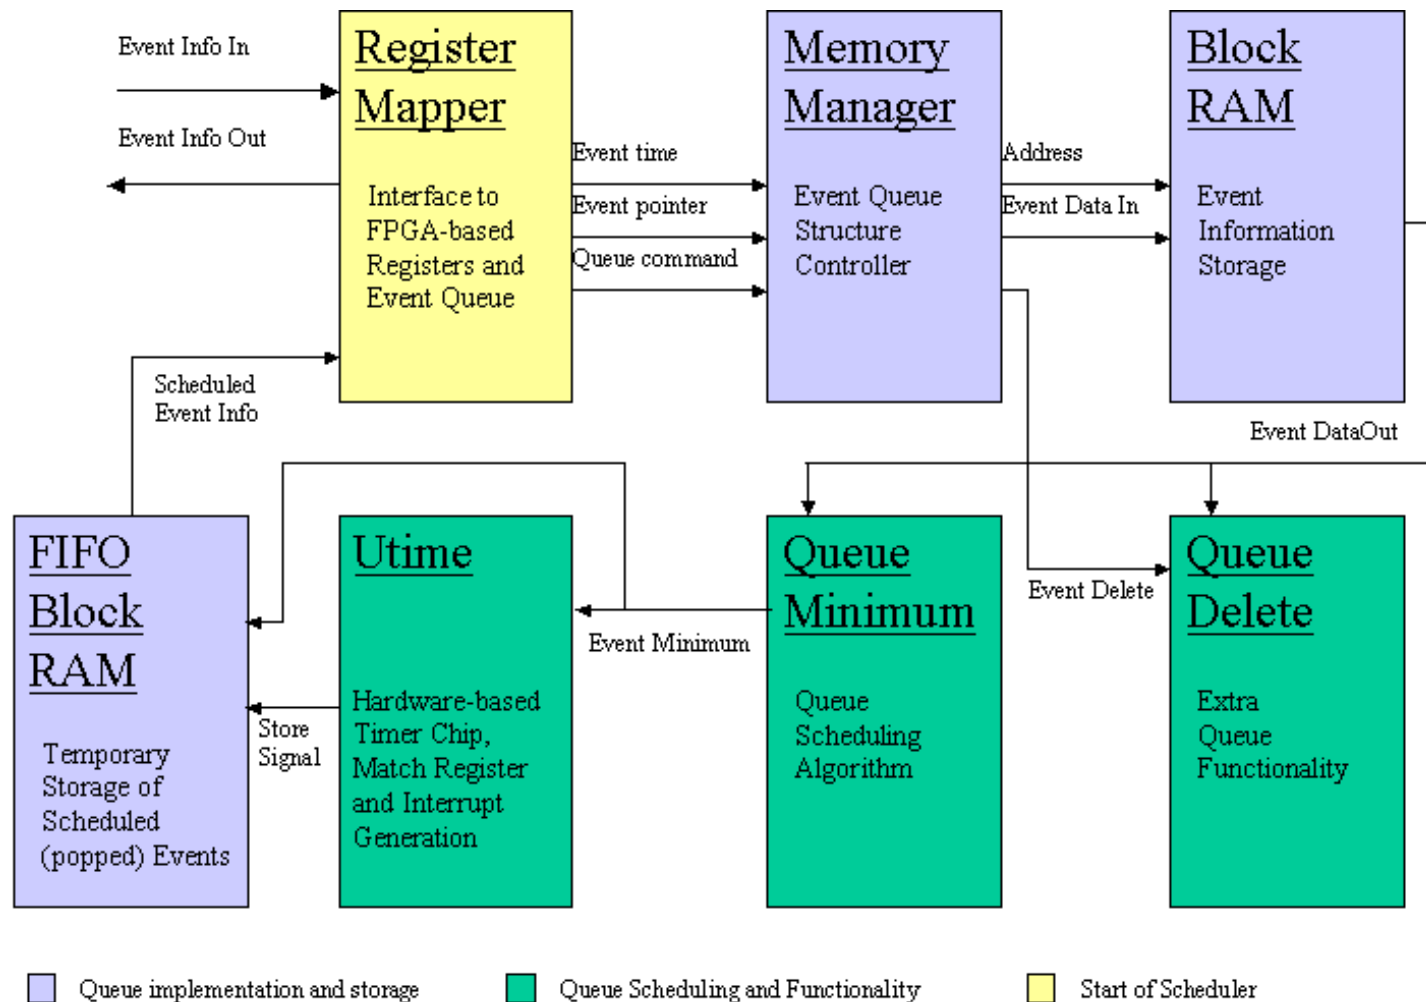 Event Info In
Event Info Out
Register
Mapper
Interface to
FPGA-based
Registers and
Event Queue
Event time
Event pointer
Queue command
Memory
Manager
Event Queue
Structure
Controller
Address
Event Data In
Block
RAM
Event
Information
Storage
Scheduled
Event Info
Event DataOut
FIFO
Block
RAM
Temporary
Storage of
Scheduled
(popped) Events
Store
Signal
Utime
Hardware-based
Timer Chip,
Match Register
and Interrupt
Generation
Event Minimum
Queue
Minimum
Queue
Scheduling
Algorithm
Event Delete
Queue
Delete
Extra
Queue
Functionality
Queue implementation and storage
Queue Scheduling and Functionality
Start of Scheduler